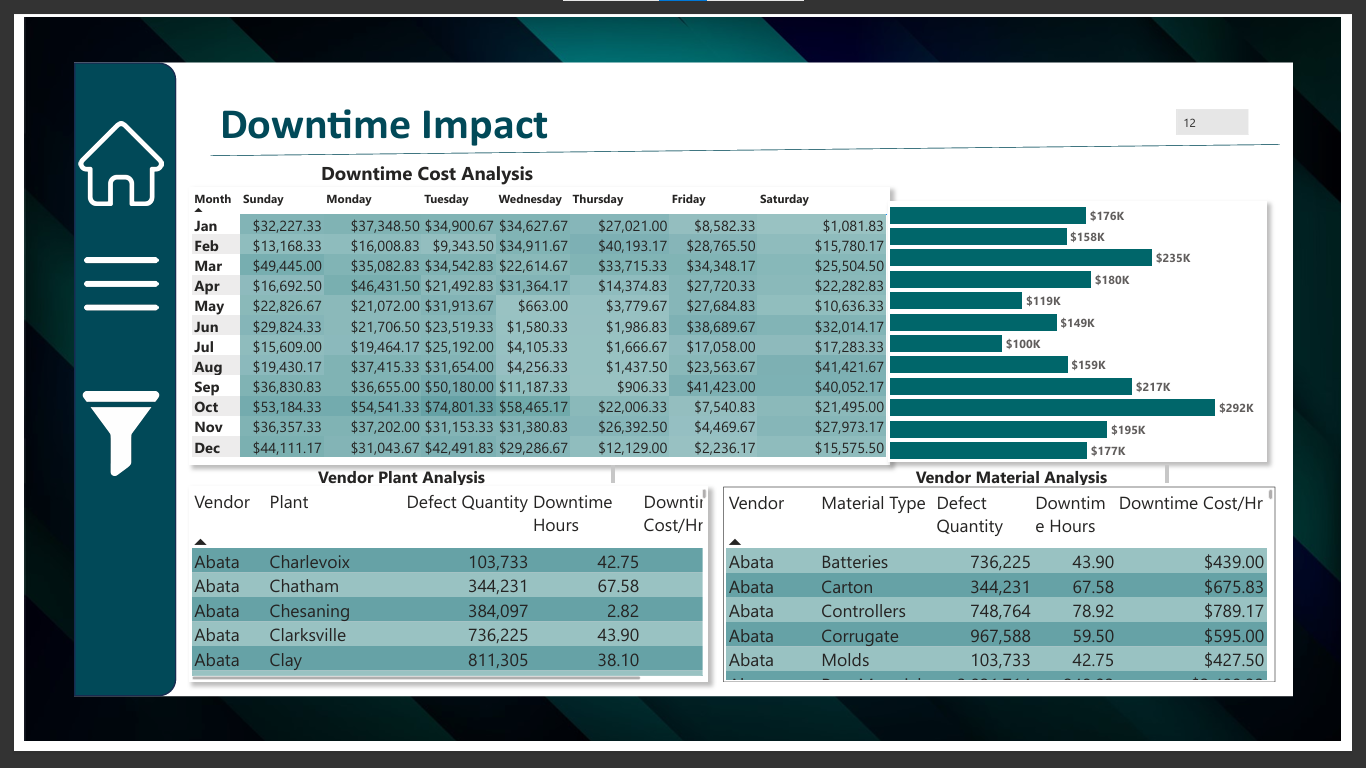 Downtime Impact
12
Downtime Cost Analysis
Month Sunday Monday Tuesday Wednesday Thursday Friday Saturday
Jan $32,227.33 $37,348.50 $34,900.67 $34,627.67 $27,021.00 $8,582.33 $1,081.83 $176K
Feb $13,168.33 $16,008.83 $9,343.50 $34,911.67 $40,193.17 $28,765.50 $15,780.17 $158K
Mar $49,445.00 $35,082.83 $34,542.83 $22,614.67 $33,715.33 $34,348.17 $25,504.50 $235K
Apr $16,692.50 $46,431.50 $21,492.83 $31,364.17 $14,374.83 $27,720.33 $22,282.83 $180K
May $22,826.67 $21,072.00 $31,913.67 $663.00 $3,779.67 $27,684.83 $10,636.33 $119K
Jun $29,824.33 $21,706.50 $23,519.33 $1,580.33 $1,986.83 $38,689.67 $32,014.17 $149K
Jul $15,609.00 $19,464.17 $25,192.00 $4,105.33 $1,666.67 $17,058.00 $17,283.33 $100K
Aug $19,430.17 $37,415.33 $31,654.00 $4,256.33 $1,437.50 $23,563.67 $41,421.67 $159K
Sep $36,830.83 $36,655.00 $50,180.00 $11,187.33 $906.33 $41,423.00 $40,052.17 $217K
Oct $53,184.33 $54,541.33 $74,801.33 $58,465.17 $22,006.33 $7,540.83 $21,495.00 $292K
Nov $36,357.33 $37,202.00 $31,153.33 $31,380.83 $26,392.50 $4,469.67 $27,973.17 $195K
Dec $44,111.17 $31,043.67 $42,491.83 $29,286.67 $12,129.00 $2,236.17 $15,575.50 $177K
Vendor Plant Analysis
Vendor Plant Defect Quantity Downtime
Hours Cost/Hr
Abata Charlevoix 103,733 42.75
Abata Chatham 344,231 67.58
Abata Chesaning 384,097 2.82
Abata Clarksville 736,225 43.90
Abata Clay 811,305 38.10
Vendor Material Analysis
Vendor Material Type Defect Downtim Downtime Cost/Hr
Quantity e Hours
Abata Batteries 736,225 43.90 $439.00
Abata Carton 344,231 67.58 $675.83
Abata Controllers 748,764 78.92 $789.17
Abata Corrugate 967,588 59.50 $595.00
Abata Molds 103,733 42.75 $427.50